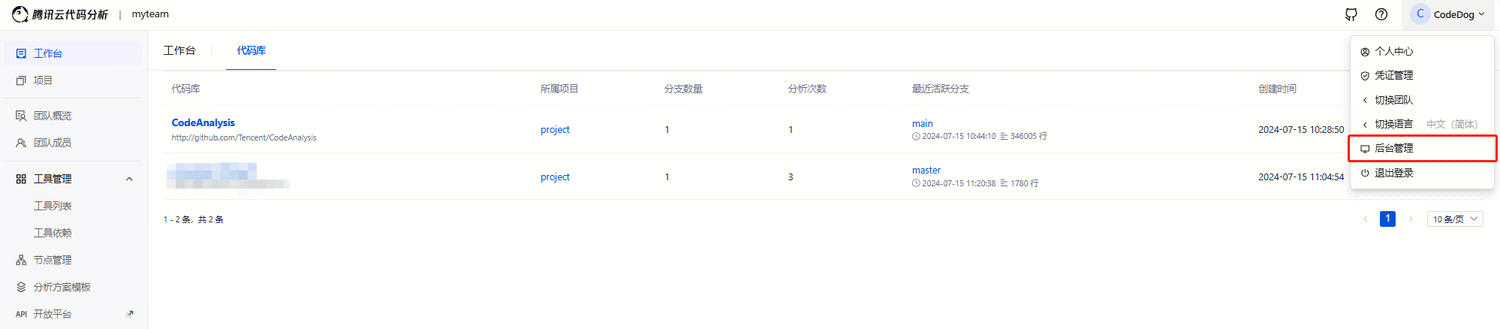 腾讯云代码分析 | myteam
CodeDog
工作台
项目
团队概览
团队成员
工具管理
工具列表
工具依赖
节点管理
分析方案模板
API 开放平台
工作台 代码库
代码库 所属项目 分支数量 分析次数 最近活跃分支 创建时间
CodeAnalysis
http://github.com/Tencent/CodeAnalysis
project 1 1
main
2024-07-15 10:44:10 346005 行
2024-07-15 10:28:50
project 1 3
master
2024-07-15 11:20:38 1780 行
2024-07-15 11:04:54
1 - 2 条，共 2 条
1
10 条/页
C
个人中心
凭证管理
切换团队
切换语言 中文（简体）
后台管理
退出登录